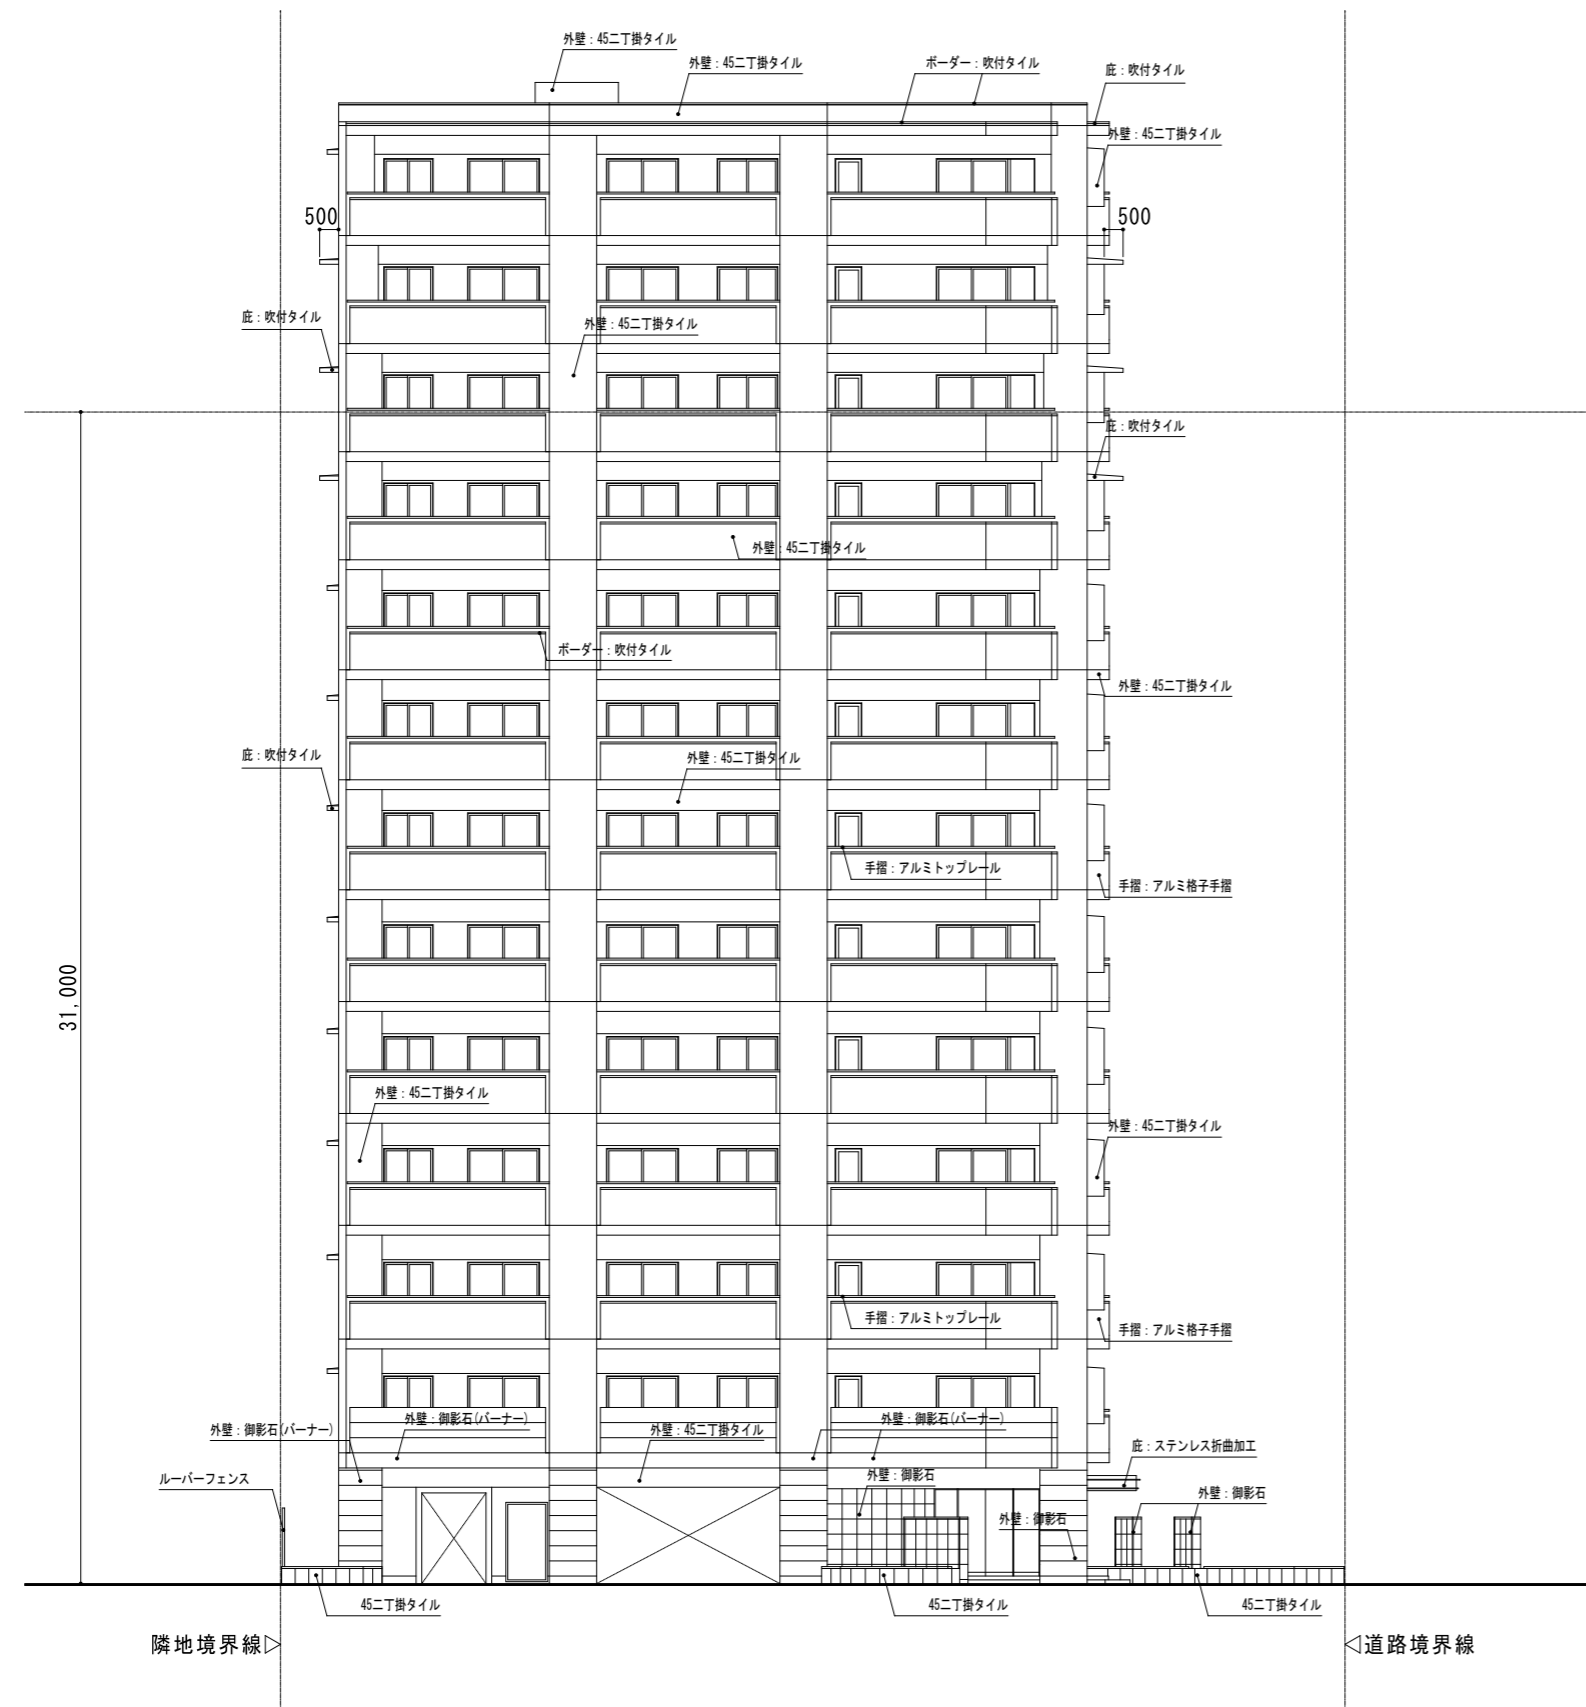 外壁：45二丁掛タイル
外壁：45二丁掛タイル
ボーダー：吹付タイル
庇：吹付タイル
外壁：45二丁掛タイル
500
500
庇：吹付タイル
外壁：45二丁掛タイル
庇：吹付タイル
外壁：45二丁掛タイル
ボーダー：吹付タイル
外壁：45二丁掛タイル
庇：吹付タイル
外壁：45二丁掛タイル
手摺：アルミトップレール
手摺：アルミ格子手摺
31,000
外壁：45二丁掛タイル
外壁：45二丁掛タイル
手摺：アルミトップレール
手摺：アルミ格子手摺
外壁：御影石(バーナー)
外壁：御影石(バーナー)
外壁：45二丁掛タイル
外壁：御影石(バーナー)
庇：ステンレス折曲加工
ルーバーフェンス
外壁：御影石
外壁：御影石
外壁：御影石
45二丁掛タイル
45二丁掛タイル
45二丁掛タイル
隣地境界線▷
◁道路境界線